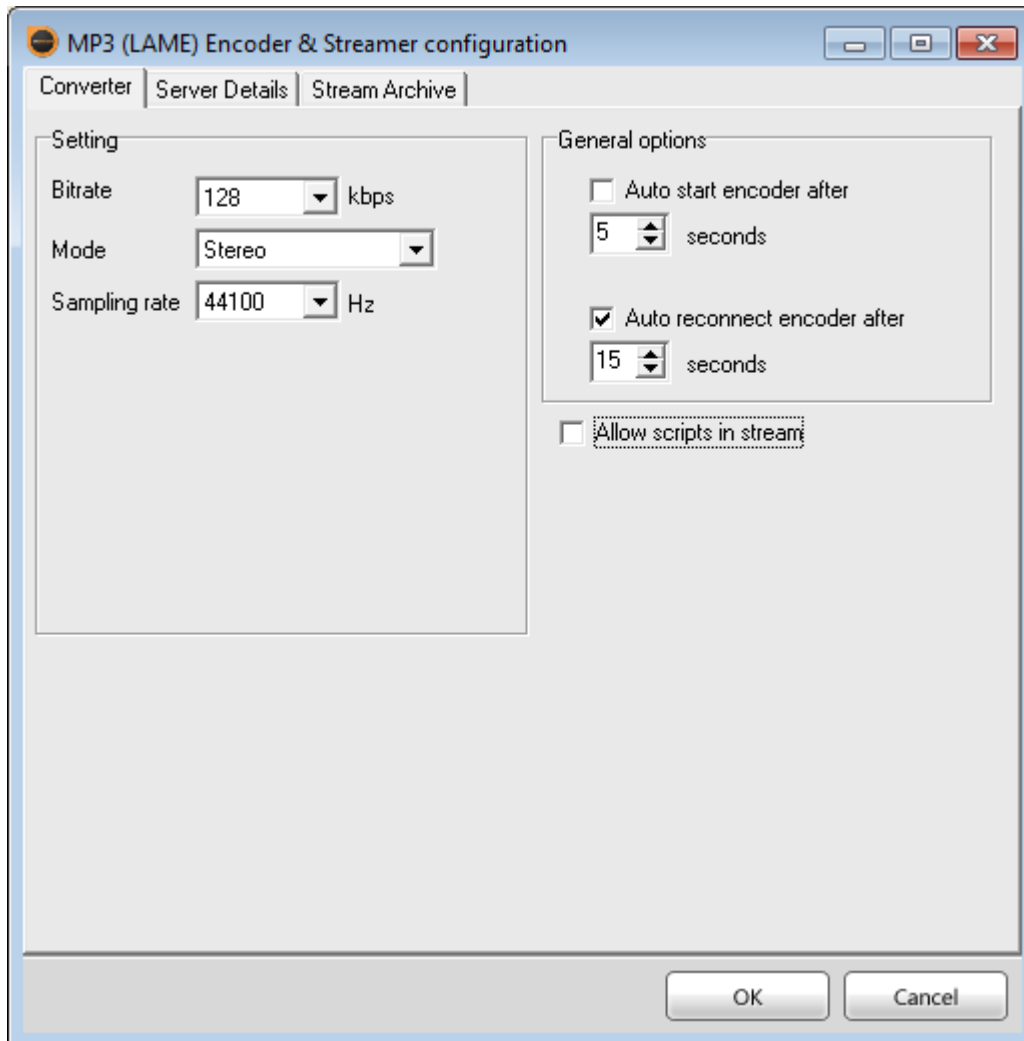 MP3 (LAME) Encoder & Streamer configuration
Converter Server Details Stream Archive
Setting
Bitrate 128 kbps
Mode Stereo
Sampling rate 44100 Hz
General options
Auto start encoder after
5 seconds
Auto reconnect encoder after
15 seconds
Allow scripts in stream
OK Cancel